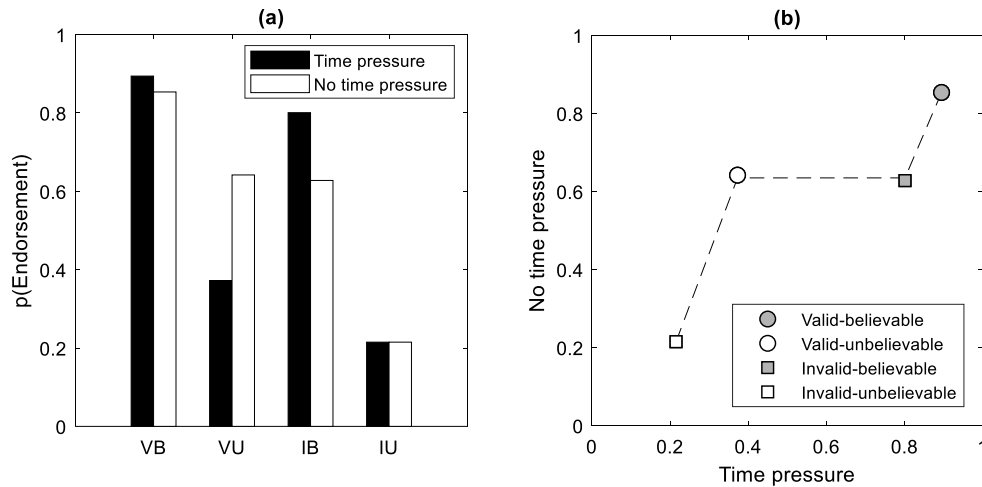 (a)
p(Endorsement)
1
0.8
0.6
0.4
0.2
0
Time pressure
No time pressure
VB VU IB IU
(b)
No time pressure
1
0.8
0.6
0.4
0.2
0
Valid-believable
Valid-unbelievable
Invalid-believable
Invalid-unbelievable
0 0.2 0.4 0.6 0.8 1
Time pressure